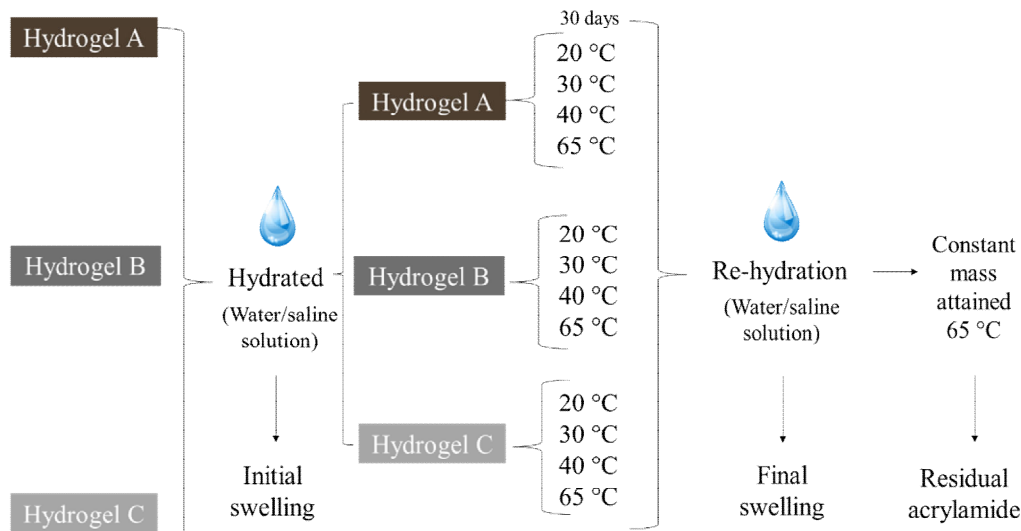 Hydrogel A
Hydrogel B
Hydrogel C
Hydrated
(Water/saline
solution)
Initial
swelling
30 days
Hydrogel A
20 °C
30 °C
40 °C
65 °C
Hydrogel B
20 °C
30 °C
40 °C
65 °C
Hydrogel C
20 °C
30 °C
40 °C
65 °C
Re-hydration
(Water/saline
solution)
Final
swelling
Constant
mass
attained
65 °C
Residual
acrylamide